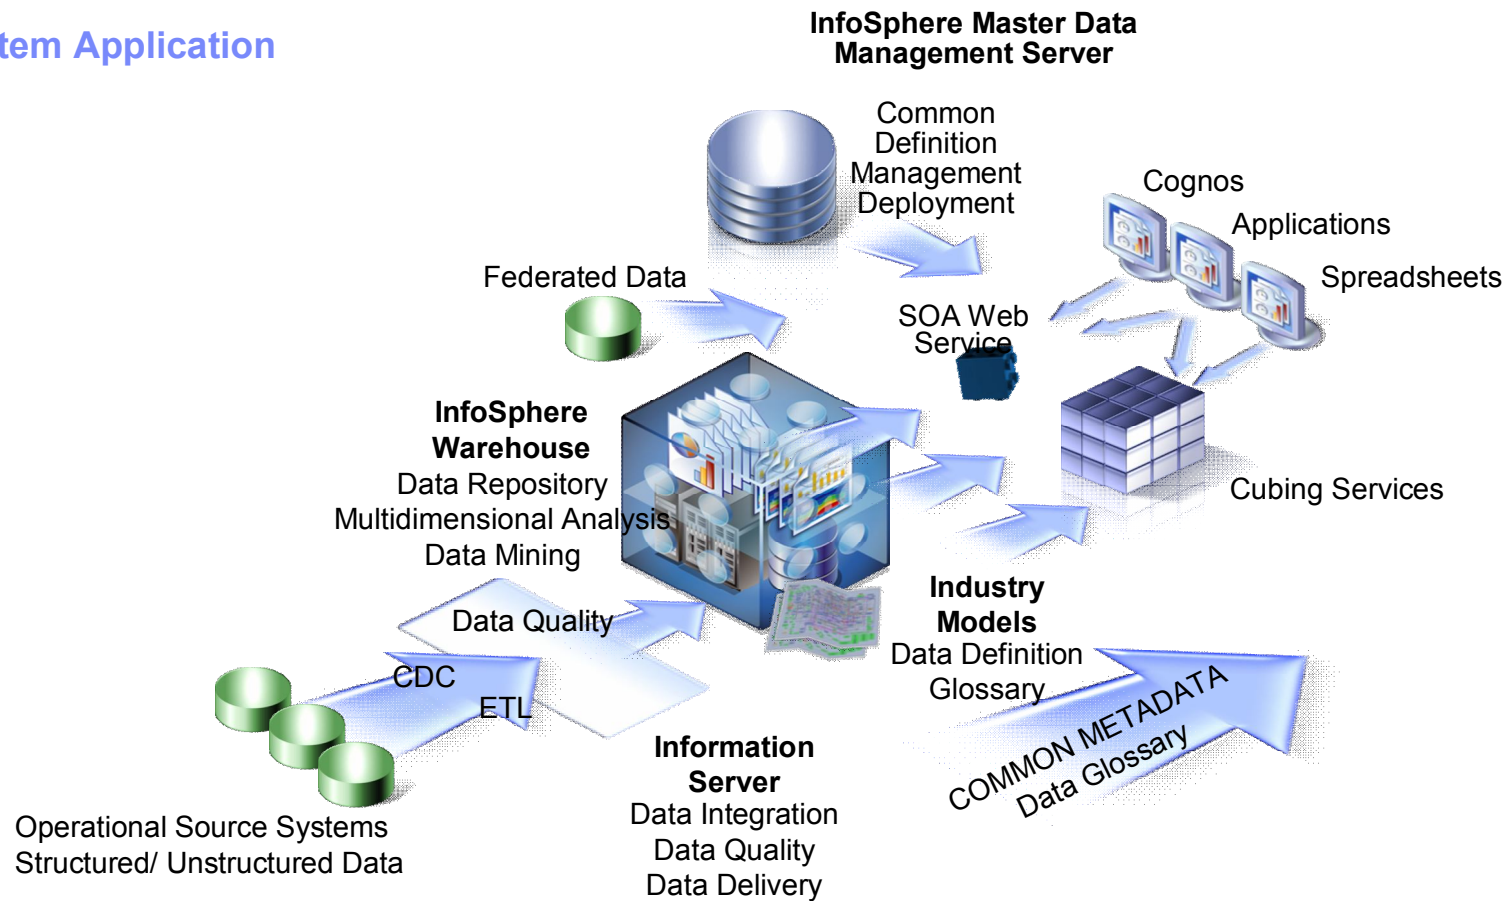 tem Application
InfoSphere Master Data
Management Server
Common
Definition
Management
Deployment
Cognos
Applications
Spreadsheets
Federated Data
SOA Web
Service
InfoSphere
Warehouse
Data Repository
Multidimensional Analysis
Data Mining
Cubing Services
Data Quality
CDC
ETL
Industry
Models
Data Definition
Glossary
COMMON METADATA
Data Glossary
Information
Server
Data Integration
Data Quality
Data Delivery
Operational Source Systems
Structured/ Unstructured Data